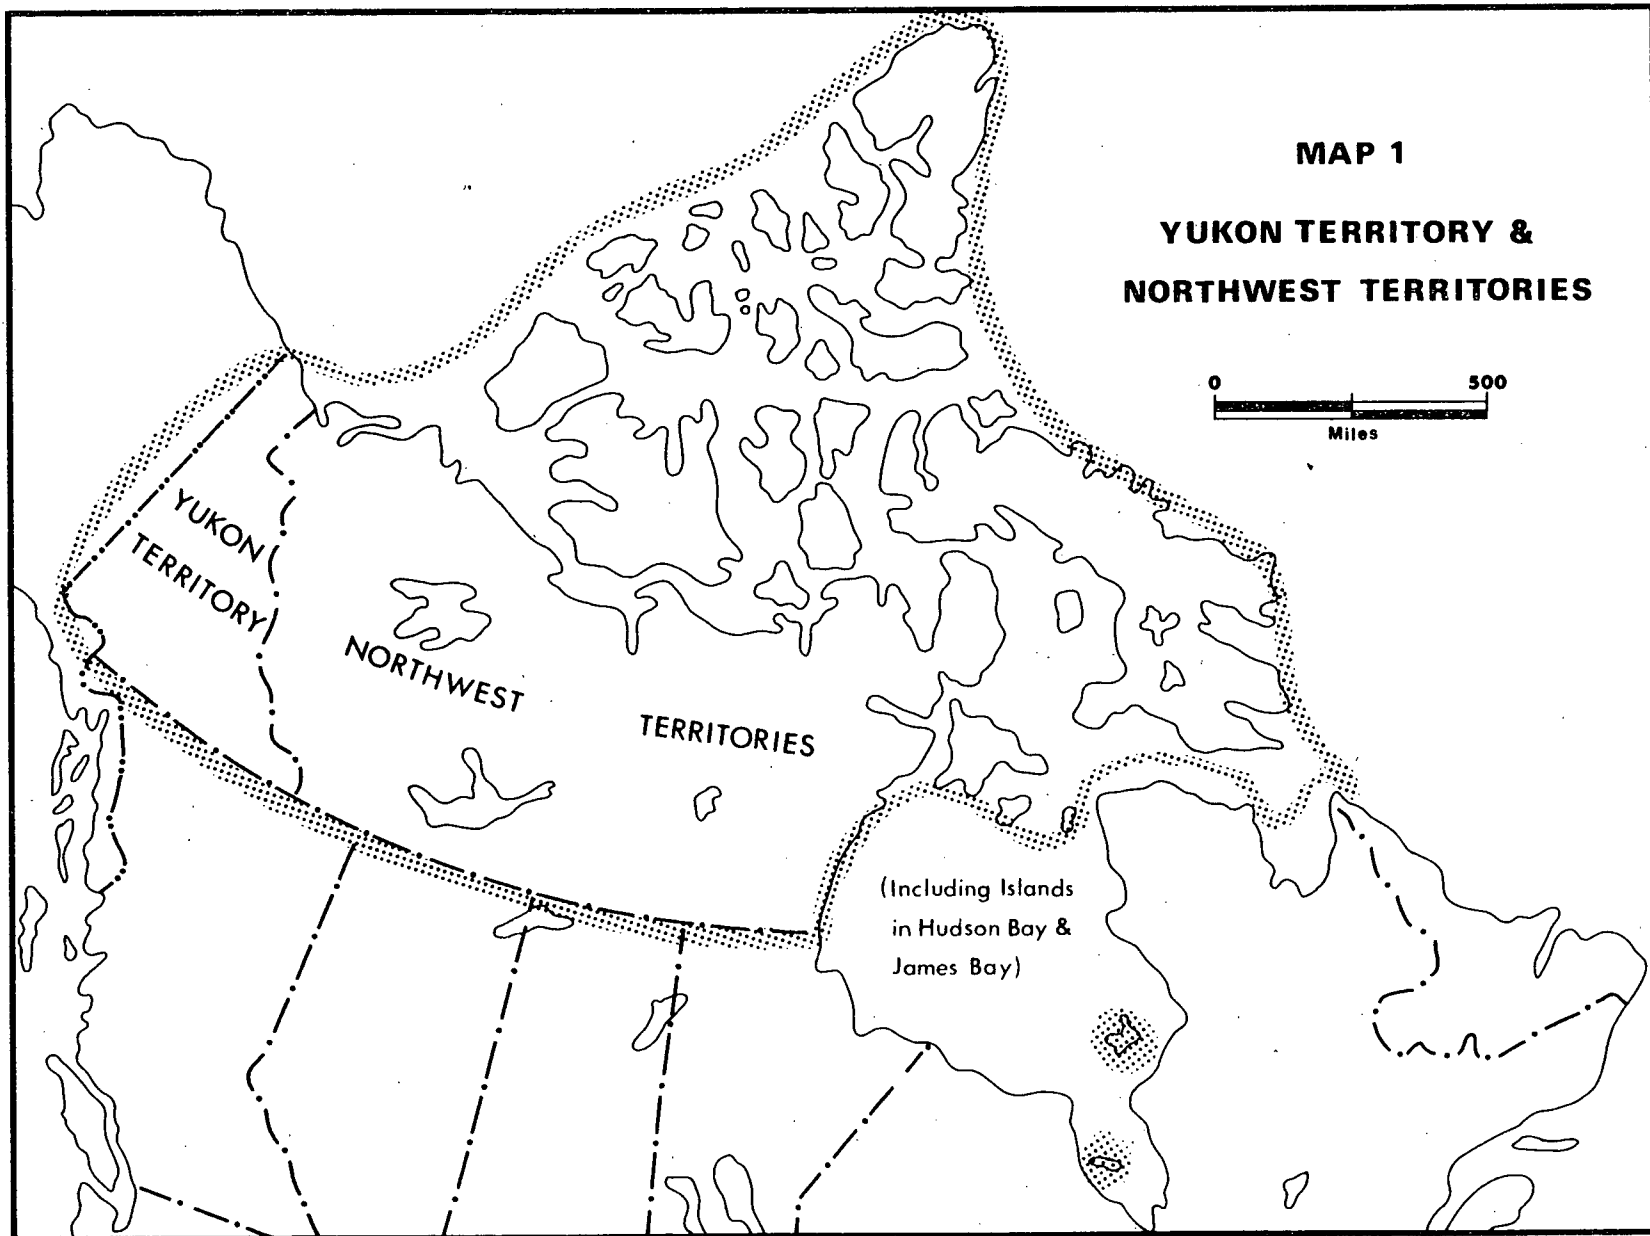 MAP 1
YUKON TERRITORY &
NORTHWEST TERRITORIES
0 500
Miles
YUKON
TERRITORY
NORTHWEST TERRITORIES
(Including Islands
in Hudson Bay &
James Bay)